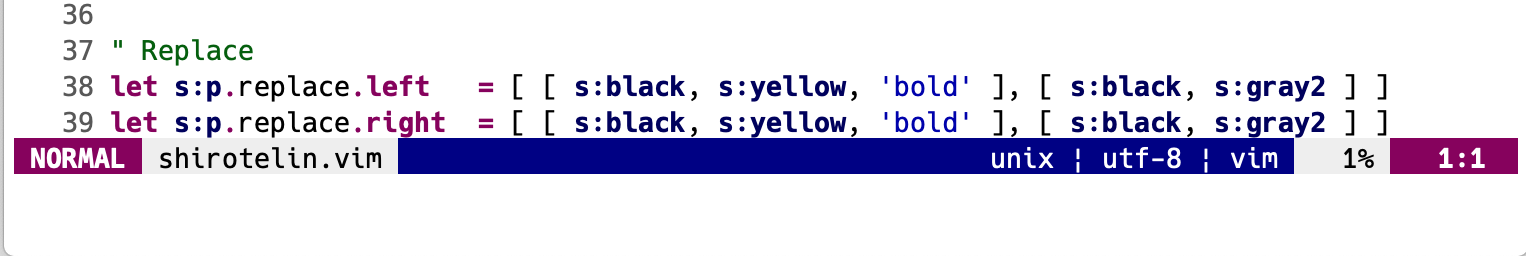 36
37 " Replace
38 let s:p.replace.left   = [ [ s:black, s:yellow, 'bold' ], [ s:black, s:gray2 ] ]
39 let s:p.replace.right  = [ [ s:black, s:yellow, 'bold' ], [ s:black, s:gray2 ] ]
NORMAL shirotelin.vim unix ¦ utf-8 ¦ vim 1% 1:1